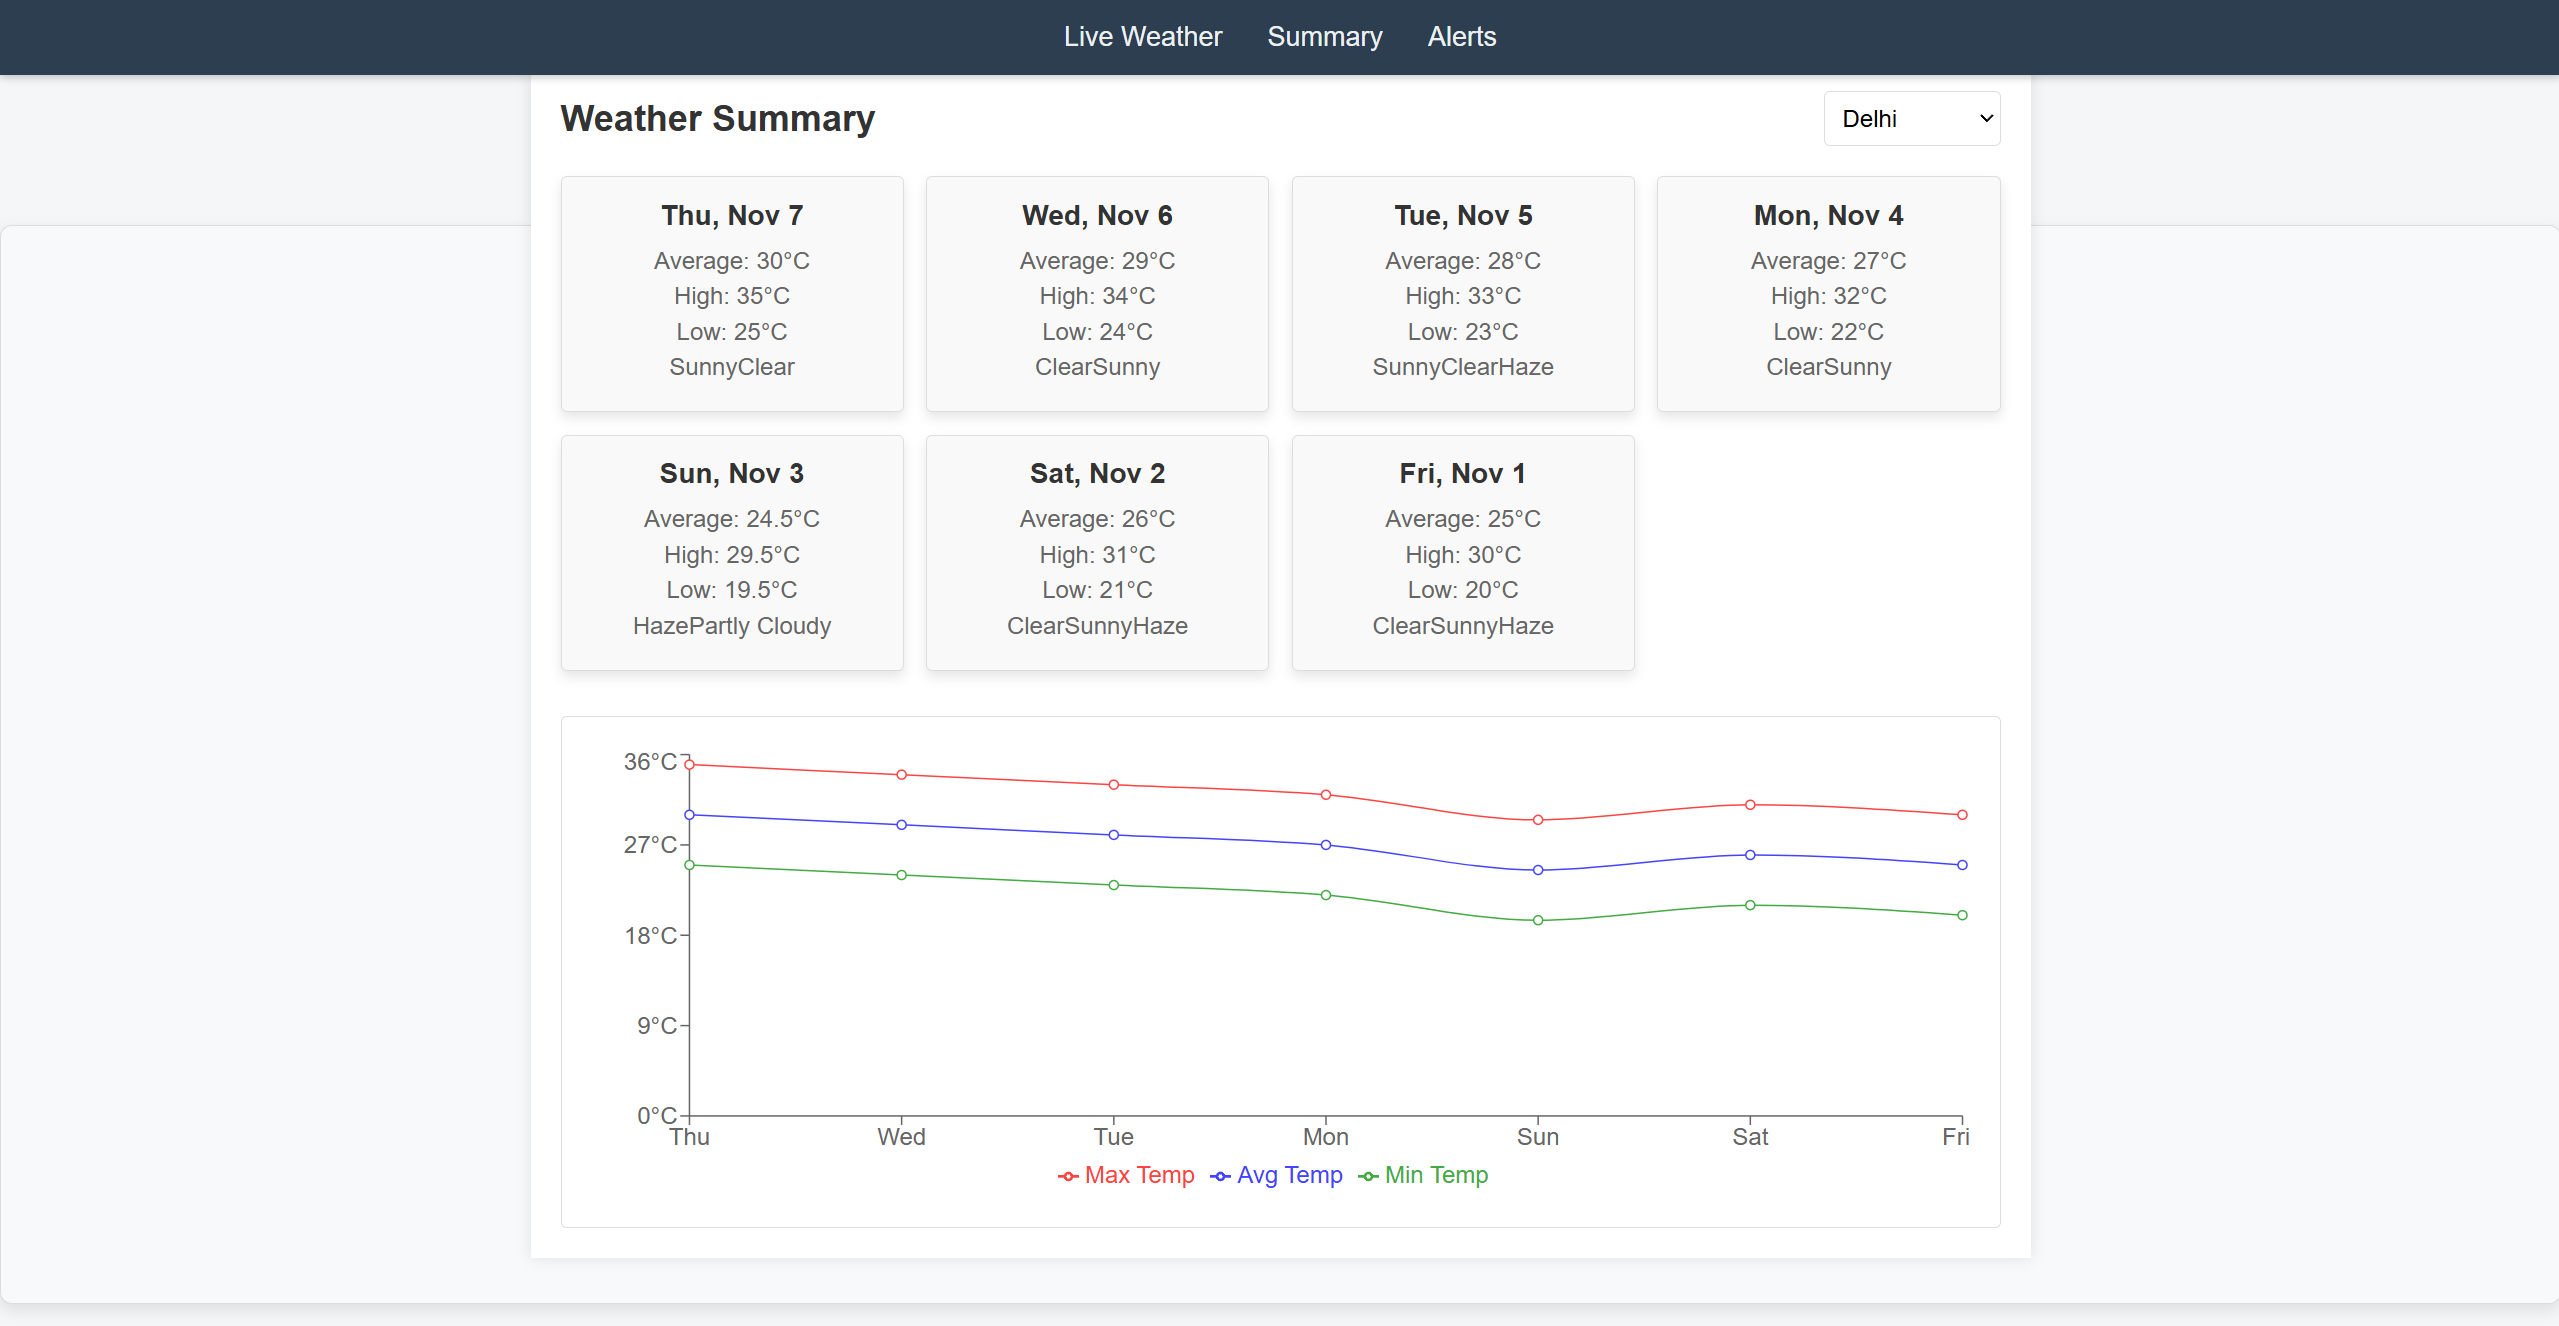 Live Weather Summary Alerts
Weather Summary
Delhi
Thu, Nov 7
Average: 30°C
High: 35°C
Low: 25°C
SunnyClear
Wed, Nov 6
Average: 29°C
High: 34°C
Low: 24°C
ClearSunny
Tue, Nov 5
Average: 28°C
High: 33°C
Low: 23°C
SunnyClearHaze
Mon, Nov 4
Average: 27°C
High: 32°C
Low: 22°C
ClearSunny
Sun, Nov 3
Average: 24.5°C
High: 29.5°C
Low: 19.5°C
HazePartly Cloudy
Sat, Nov 2
Average: 26°C
High: 31°C
Low: 21°C
ClearSunnyHaze
Fri, Nov 1
Average: 25°C
High: 30°C
Low: 20°C
ClearSunnyHaze
36°C
27°C
18°C
9°C
0°C
Thu Wed Tue Mon Sun Sat Fri
Max Temp Avg Temp Min Temp